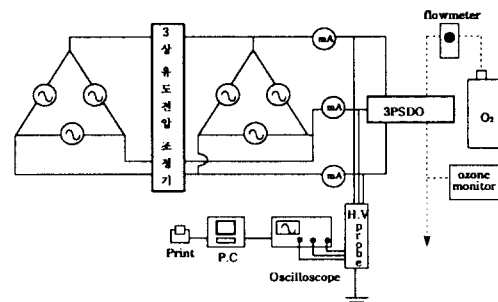 flowmeter
3상유도전압조정기
mA
mA
mA
3PSDO
O₂
ozone
monitor
H.V
probe
Print
P.C
Oscilloscope